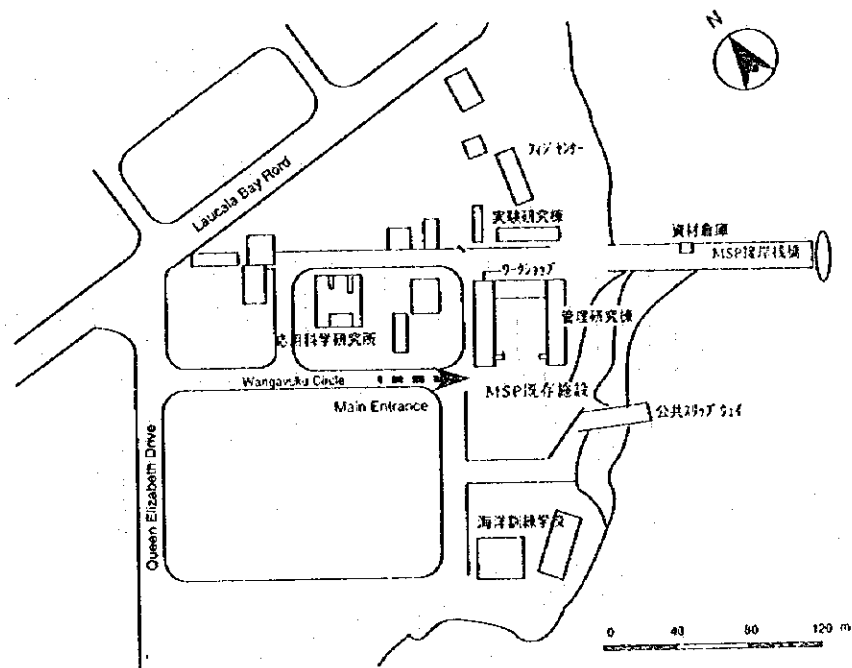 N
Laucala Bay Rord
フィジセンター
実験研究棟
資材倉庫
MSP接岸桟橋
ワークショップ
管理研究棟
応用科学研究所
Wangavuku Circle
Main Entrance
MSP既存施設
公共スリップウェイ
Queen Elizabeth Drive
海洋訓練学校
0 40 80 120 m